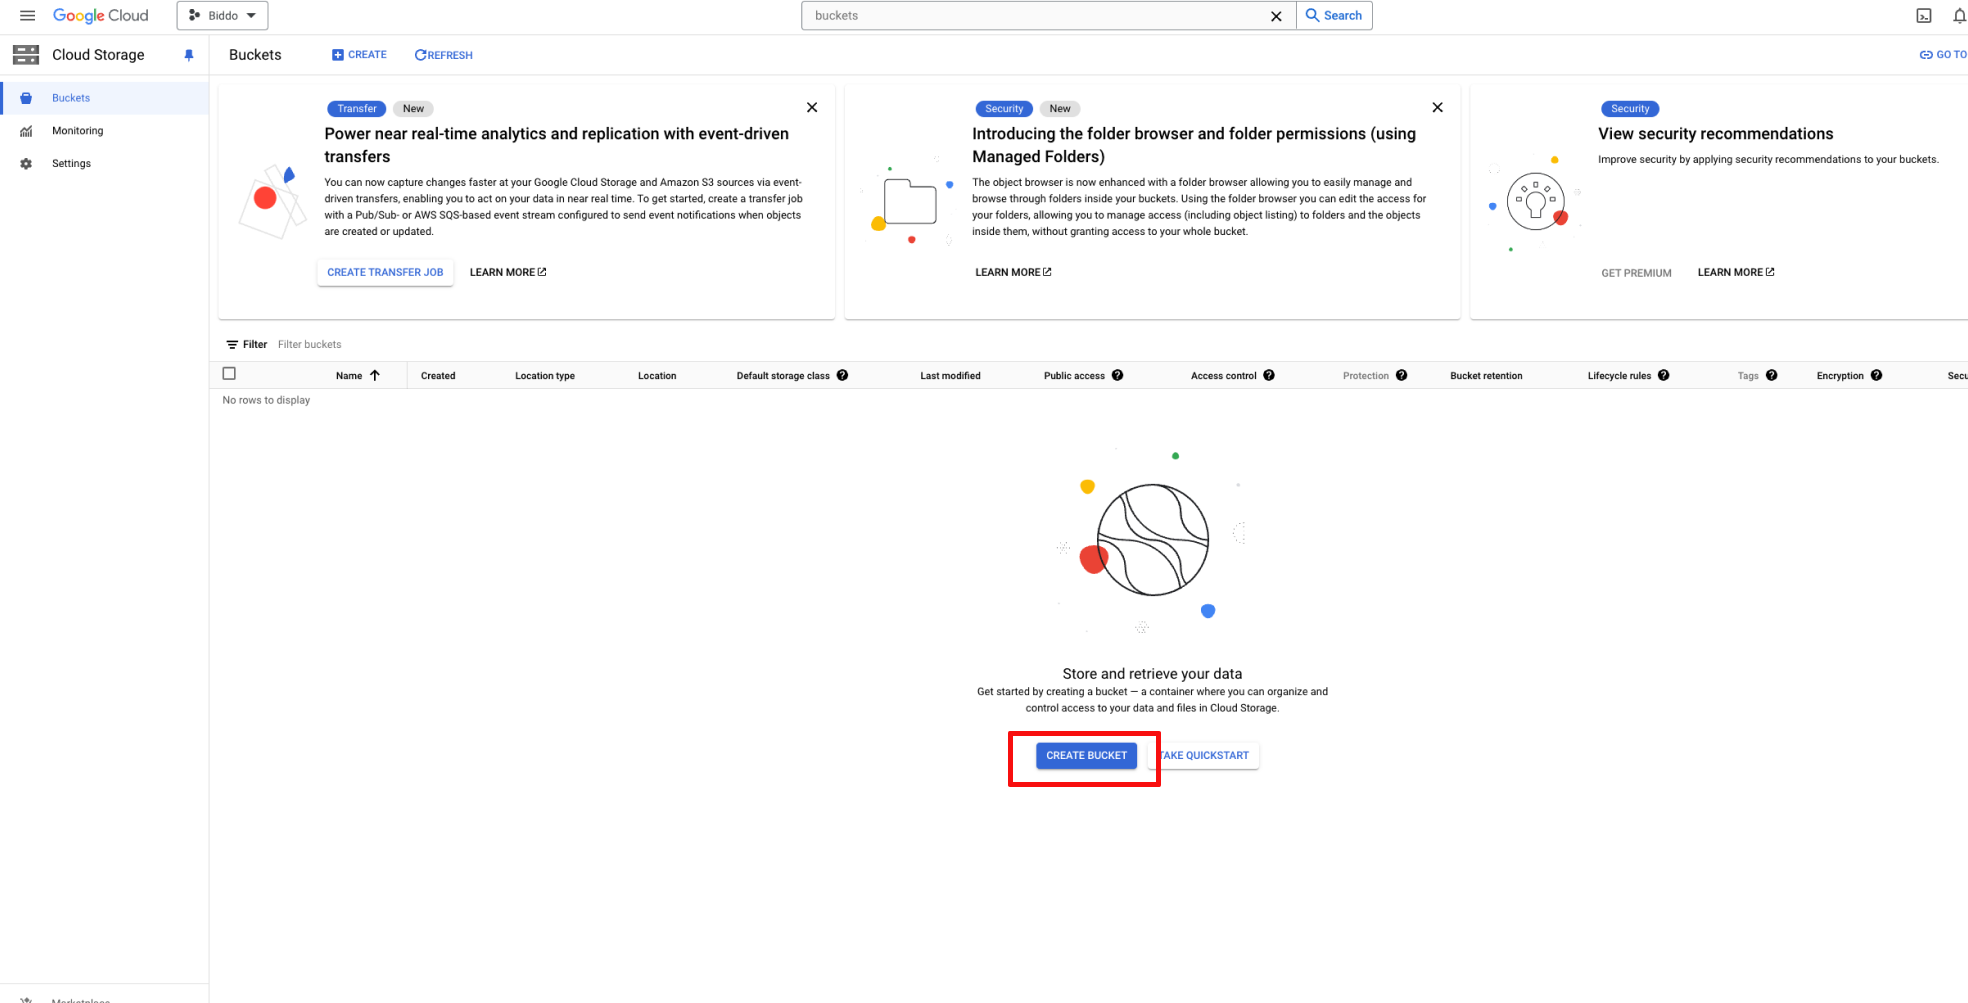 Google Cloud
Biddo
buckets
Search
Cloud Storage
Buckets
CREATE
REFRESH
GO TO
Buckets
Monitoring
Settings
Transfer
New
Power near real-time analytics and replication with event-driven
transfers
You can now capture changes faster at your Google Cloud Storage and Amazon S3 sources via event-
driven transfers, enabling you to act on your data in near real time. To get started, create a transfer job
with a Pub/Sub- or AWS SQS-based event stream configured to send event notifications when objects
are created or updated.
CREATE TRANSFER JOB
LEARN MORE
Security
New
Introducing the folder browser and folder permissions (using
Managed Folders)
The object browser is now enhanced with a folder browser allowing you to easily manage and
browse through folders inside your buckets. Using the folder browser you can edit the access for
your folders, allowing you to manage access (including object listing) to folders and the objects
inside them, without granting access to your whole bucket.
LEARN MORE
Security
View security recommendations
Improve security by applying security recommendations to your buckets.
GET PREMIUM
LEARN MORE
Filter Filter buckets
Name Created Location type Location Default storage class Last modified Public access Access control Protection Bucket retention Lifecycle rules Tags Encryption Secu
No rows to display
Store and retrieve your data
Get started by creating a bucket — a container where you can organize and
control access to your data and files in Cloud Storage.
CREATE BUCKET
TAKE QUICKSTART